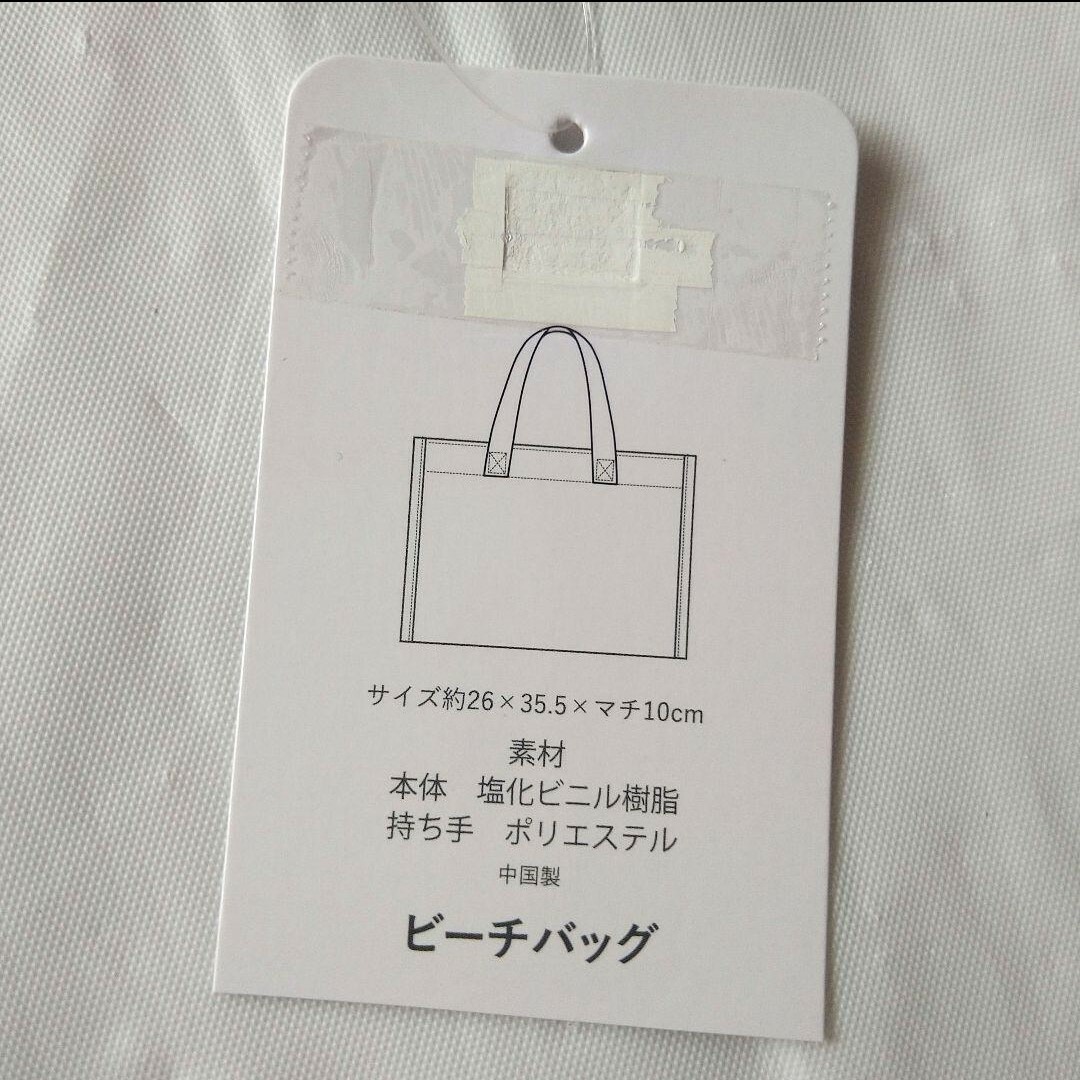 サイズ約26×35.5×マチ10cm
素材
本体　塩化ビニル樹脂
持ち手　ポリエステル
中国製
ビーチバッグ